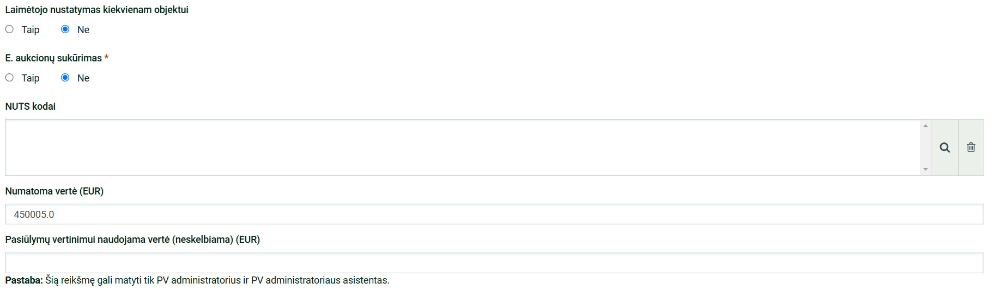 Laimėtojo nustatymas kiekvienam objektui
Taip Ne
E. aukcionų sukūrimas *
Taip Ne
NUTS kodai
Numatoma vertė (EUR)
450005.0
Pasiūlymų vertinimui naudojama vertė (neskelbiama) (EUR)
Pastaba: Šią reikšmę gali matyti tik PV administratorius ir PV administratoriaus asistentas.